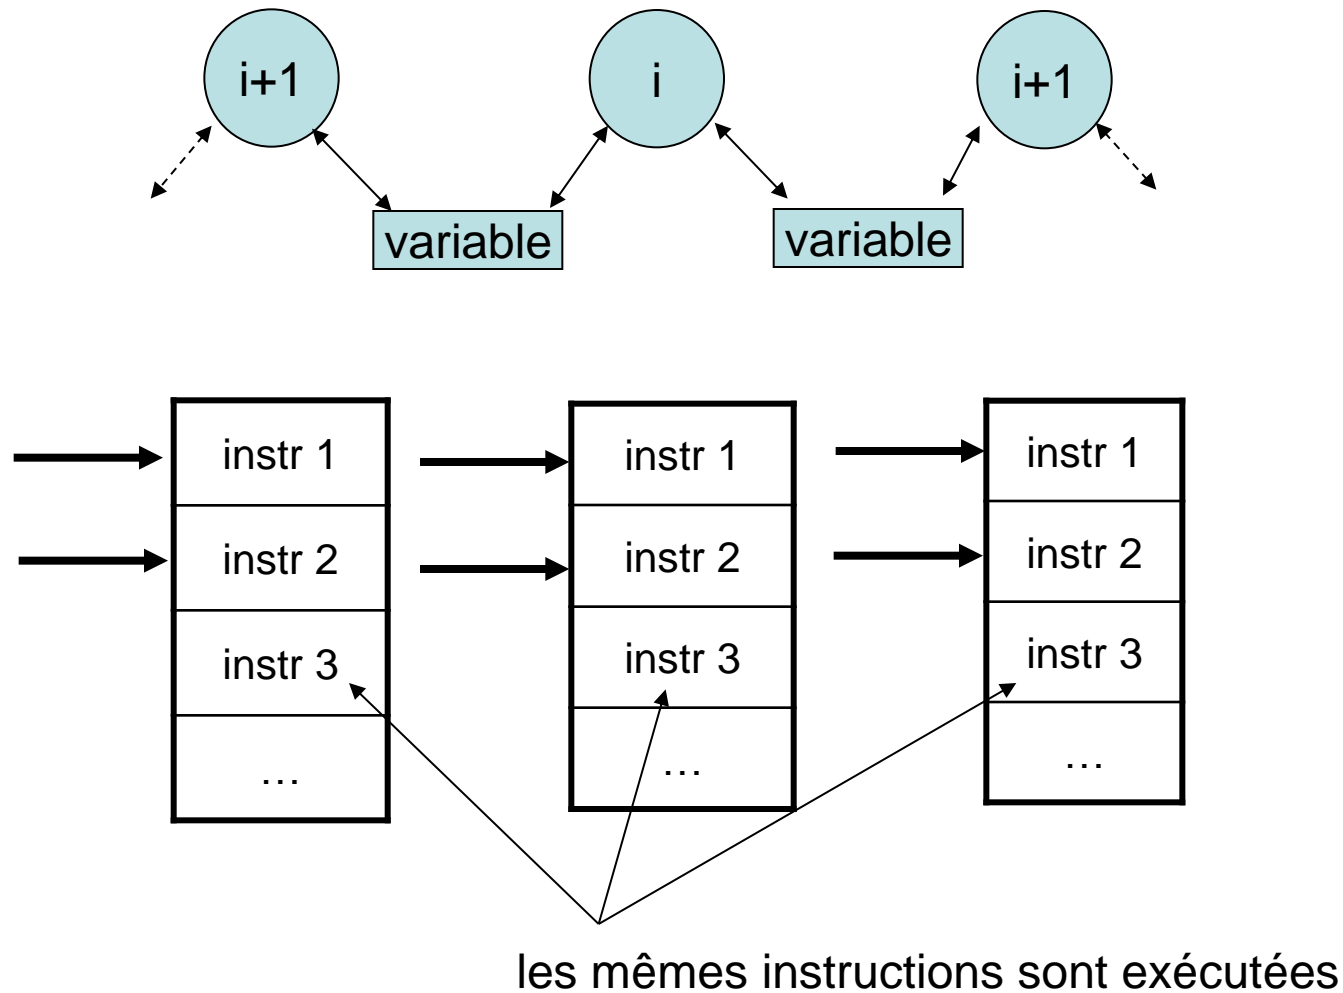 i+1
i
i+1
variable
variable
instr 1
instr 1
instr 1
instr 2
instr 2
instr 2
instr 3
instr 3
instr 3
...
...
...
les mêmes instructions sont exécutées